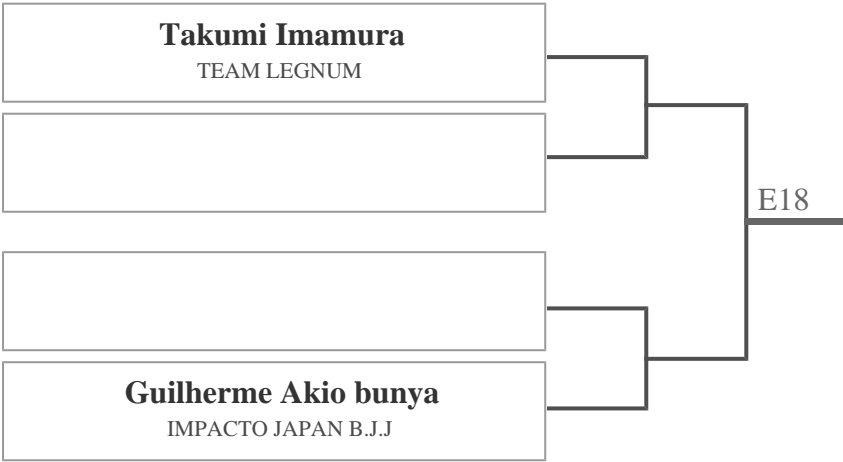 Takumi Imamura
TEAM LEGNUM
E18
Guilherme Akio bunya
IMPACTO JAPAN B.J.J